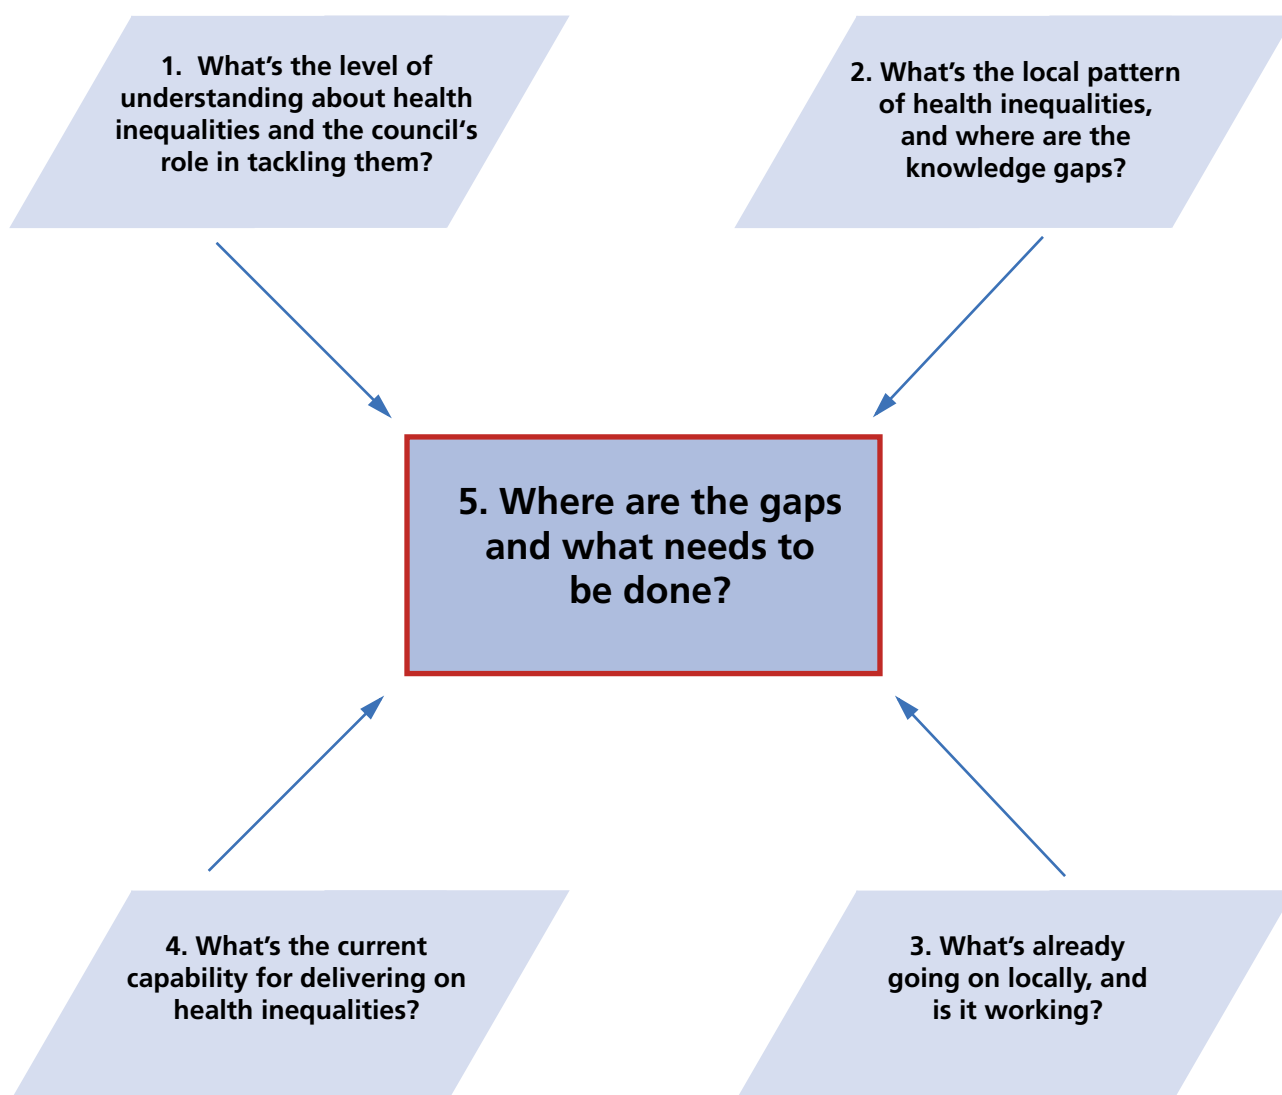 1.  What’s the level of
understanding about health
inequalities and the council‘s
role in tackling them?
2. What’s the local pattern
of health inequalities,
and where are the
knowledge gaps?
5. Where are the gaps
and what needs to
be done?
4. What’s the current
capability for delivering on
health inequalities?
3. What’s already
going on locally, and
is it working?